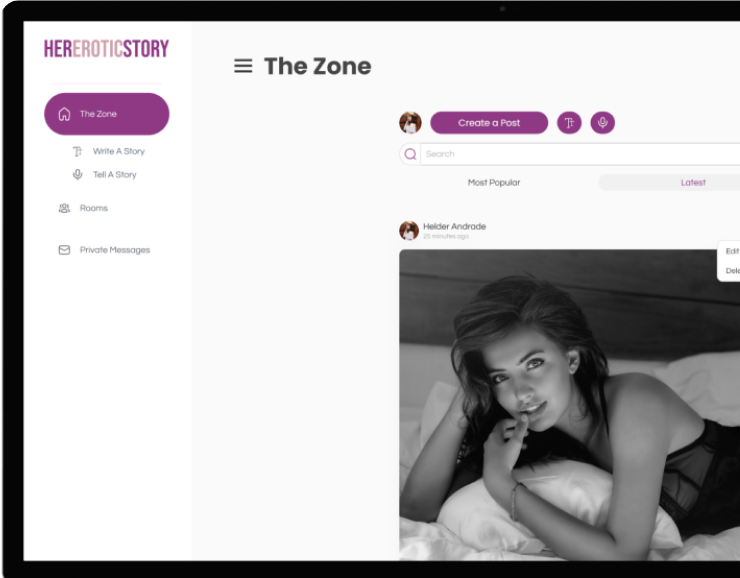 HEREROTICSTORY
The Zone
Write A Story
Tell A Story
Rooms
Private Messages
The Zone
Create a Post
Search
Most Popular
Latest
Helder Andrade
25 minutes ago
Edit
Dele